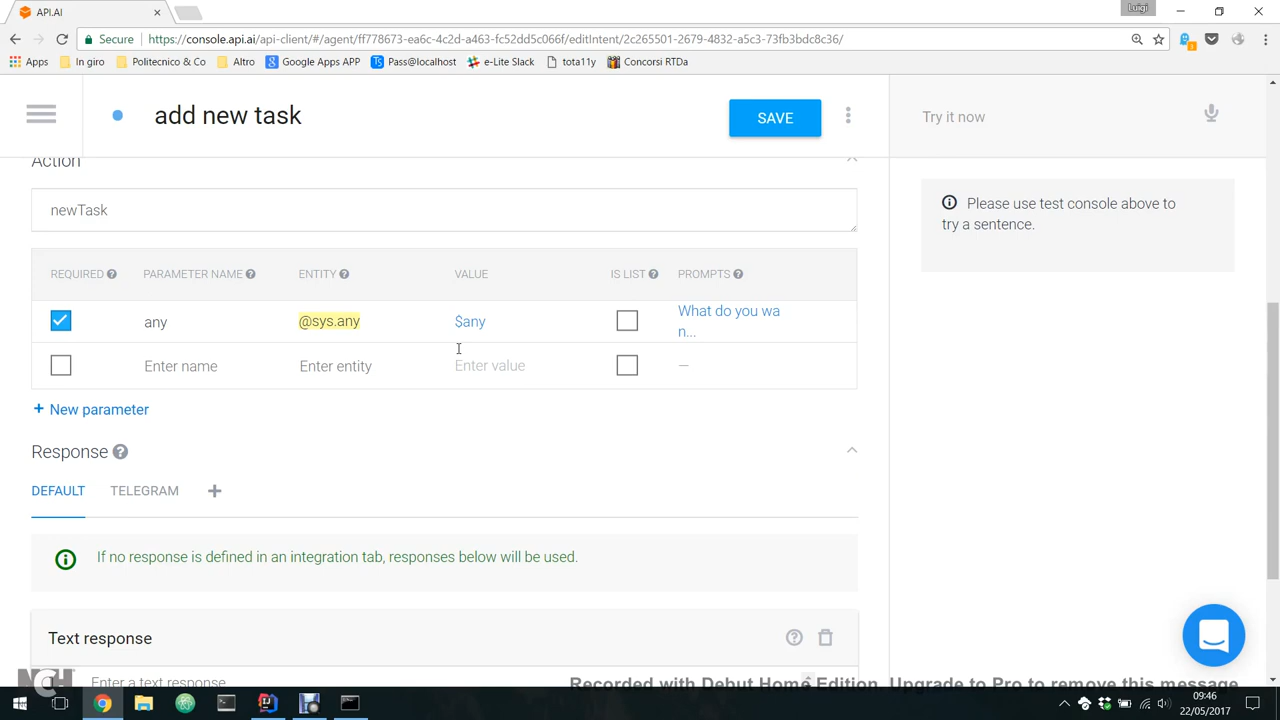 API.AI
Luigi
Secure
https://console.api.ai/api-client/#/agent/ff778673-ea6c-4c2d-a463-fc52dd5c066f/editIntent/2c265501-2679-4832-a5c3-73fb3bdc8c36/
Apps In giro Politecnico & Co Altro Google Apps APP Pass@localhost e-Lite Slack tota11y Concorsi RTDa
add new task
SAVE
Try it now
Action
newTask
Please use test console above to
try a sentence.
REQUIRED PARAMETER NAME ENTITY VALUE IS LIST PROMPTS
any @sys.any $any What do you wa
n...
Enter name Enter entity Enter value —
+ New parameter
Response
DEFAULT TELEGRAM +
If no response is defined in an integration tab, responses below will be used.
Text response
Enter a text response
NCH
Recorded with Debut Home Edition. Upgrade to Pro to remove this message
09:46
22/05/2017